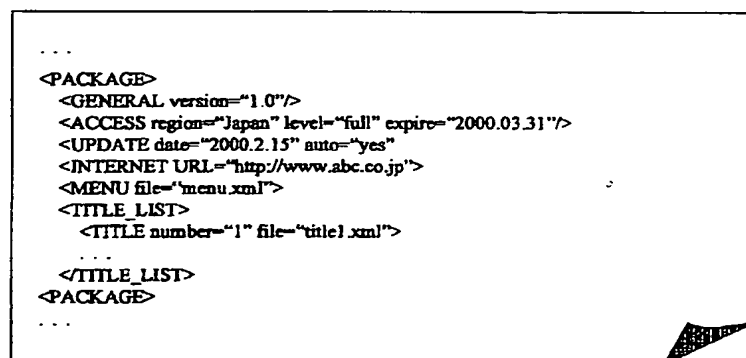 . . .
<PACKAGE>
<GENERAL version="1.0"/>
<ACCESS region="Japan" level="full" expire="2000.03.31"/>
<UPDATE date="2000.2.15" auto="yes"
<INTERNET URL="http://www.abc.co.jp">
<MENU file="menu.xml">
<TITLE_LIST>
<TITLE number="1" file="title1.xml">
. . .
</TITLE_LIST>
<PACKAGE>
. . .